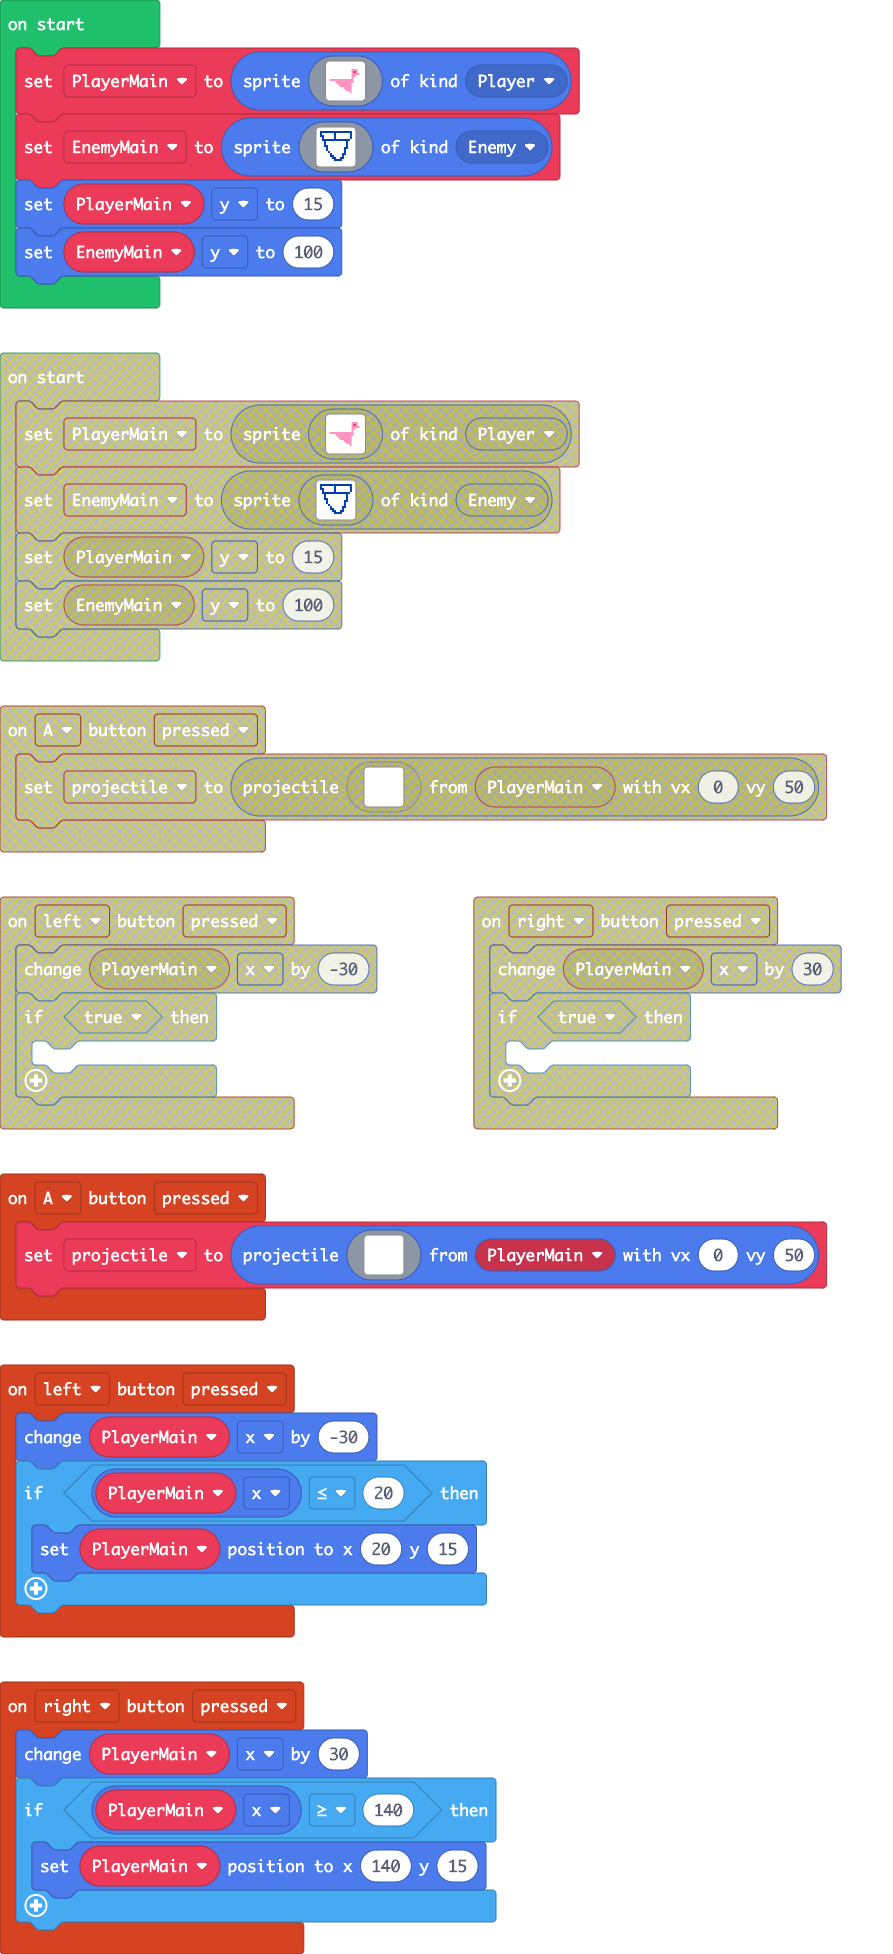 on start
set PlayerMain to sprite of kind Player
set EnemyMain to sprite of kind Enemy
set PlayerMain y to 15
set EnemyMain y to 100
on start
set PlayerMain to sprite of kind Player
set EnemyMain to sprite of kind Enemy
set PlayerMain y to 15
set EnemyMain y to 100
on A button pressed
set projectile to projectile from PlayerMain with vx 0 vy 50
on left button pressed
change PlayerMain x by -30
if true then
on right button pressed
change PlayerMain x by 30
if true then
on A button pressed
set projectile to projectile from PlayerMain with vx 0 vy 50
on left button pressed
change PlayerMain x by -30
if PlayerMain x ≤ 20 then
set PlayerMain position to x 20 y 15
on right button pressed
change PlayerMain x by 30
if PlayerMain x ≥ 140 then
set PlayerMain position to x 140 y 15